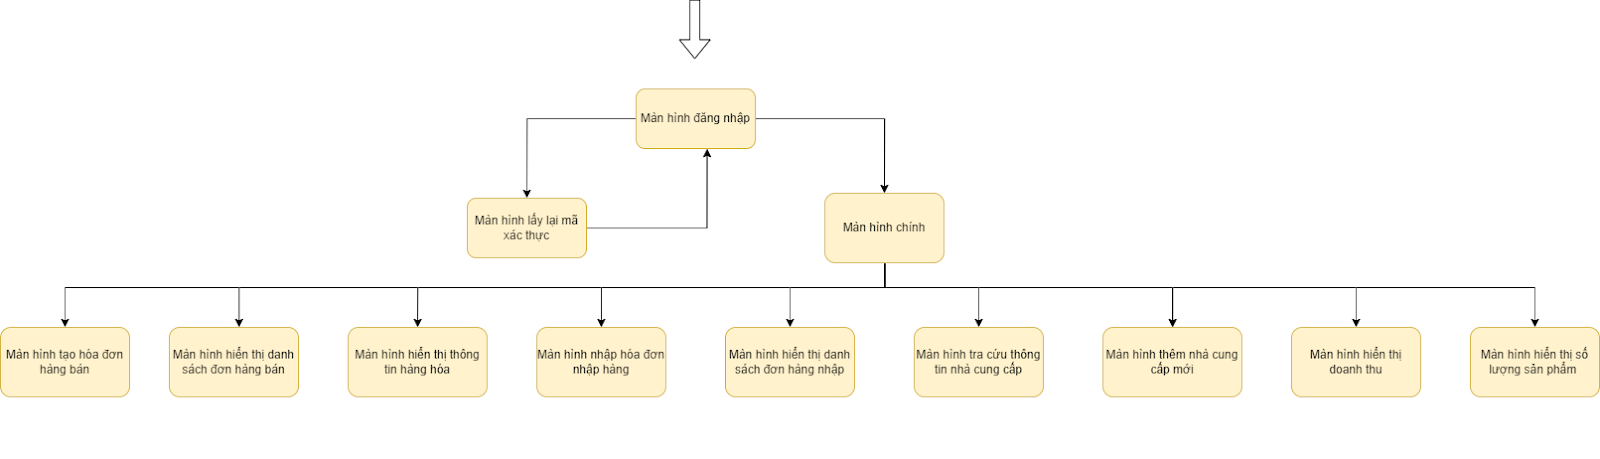 Màn hình đăng nhập
Màn hình lấy lại mã
xác thực
Màn hình chính
Màn hình tạo hóa đơn
hàng bán
Màn hình hiển thị danh
sách đơn hàng bán
Màn hình hiển thị thông
tin hàng hóa
Màn hình nhập hóa đơn
nhập hàng
Màn hình hiển thị danh
sách đơn hàng nhập
Màn hình tra cứu thông
tin nhà cung cấp
Màn hình thêm nhà cung
cấp mới
Màn hình hiển thị
doanh thu
Màn hình hiển thị số
lượng sản phẩm